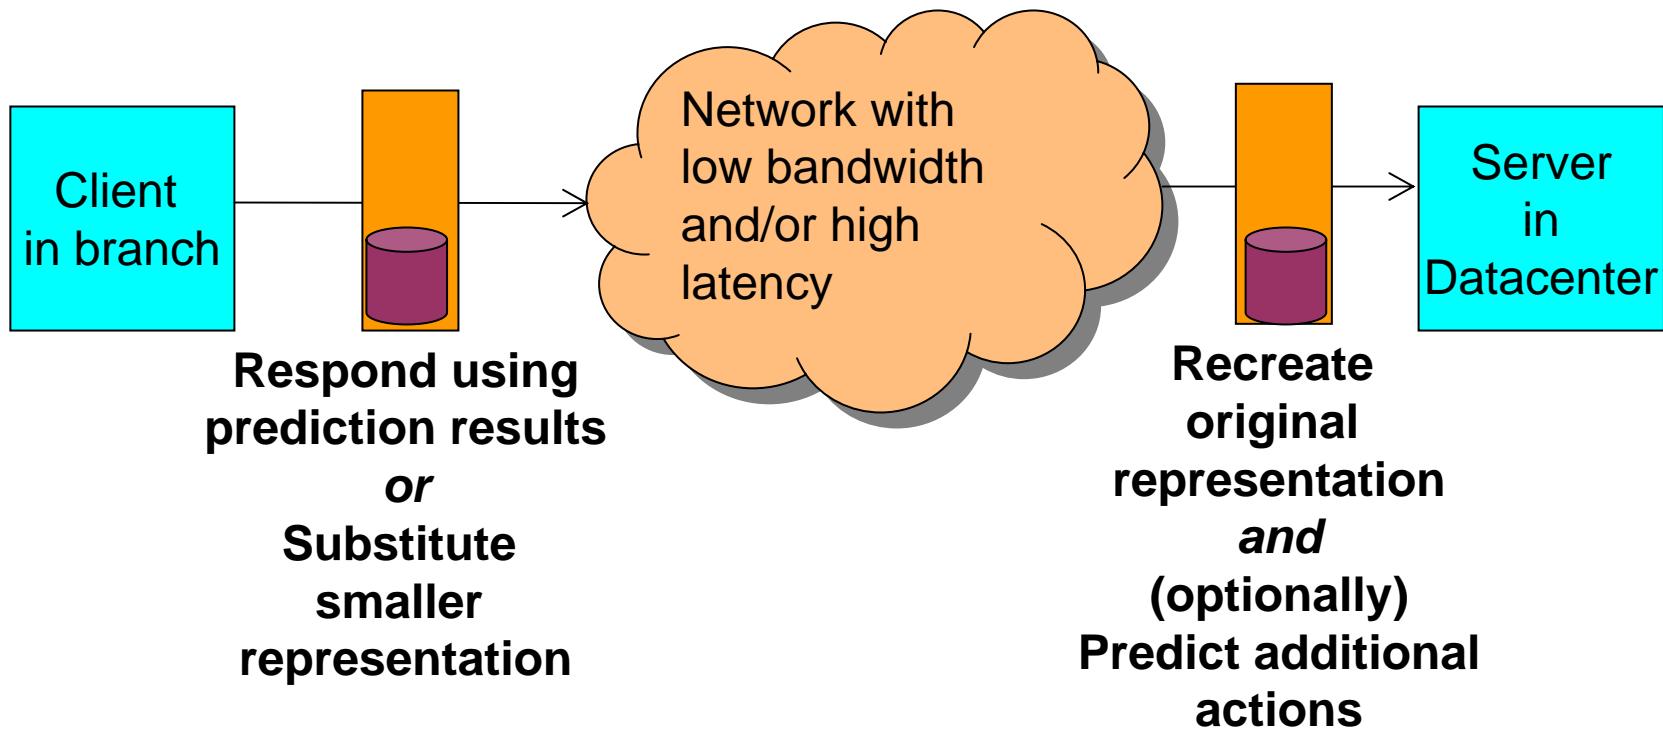 Client
in branch
Network with
low bandwidth
and/or high
latency
Server
in
Datacenter
Respond using
prediction results
or
Substitute
smaller
representation
Recreate
original
representation
and
(optionally)
Predict additional
actions